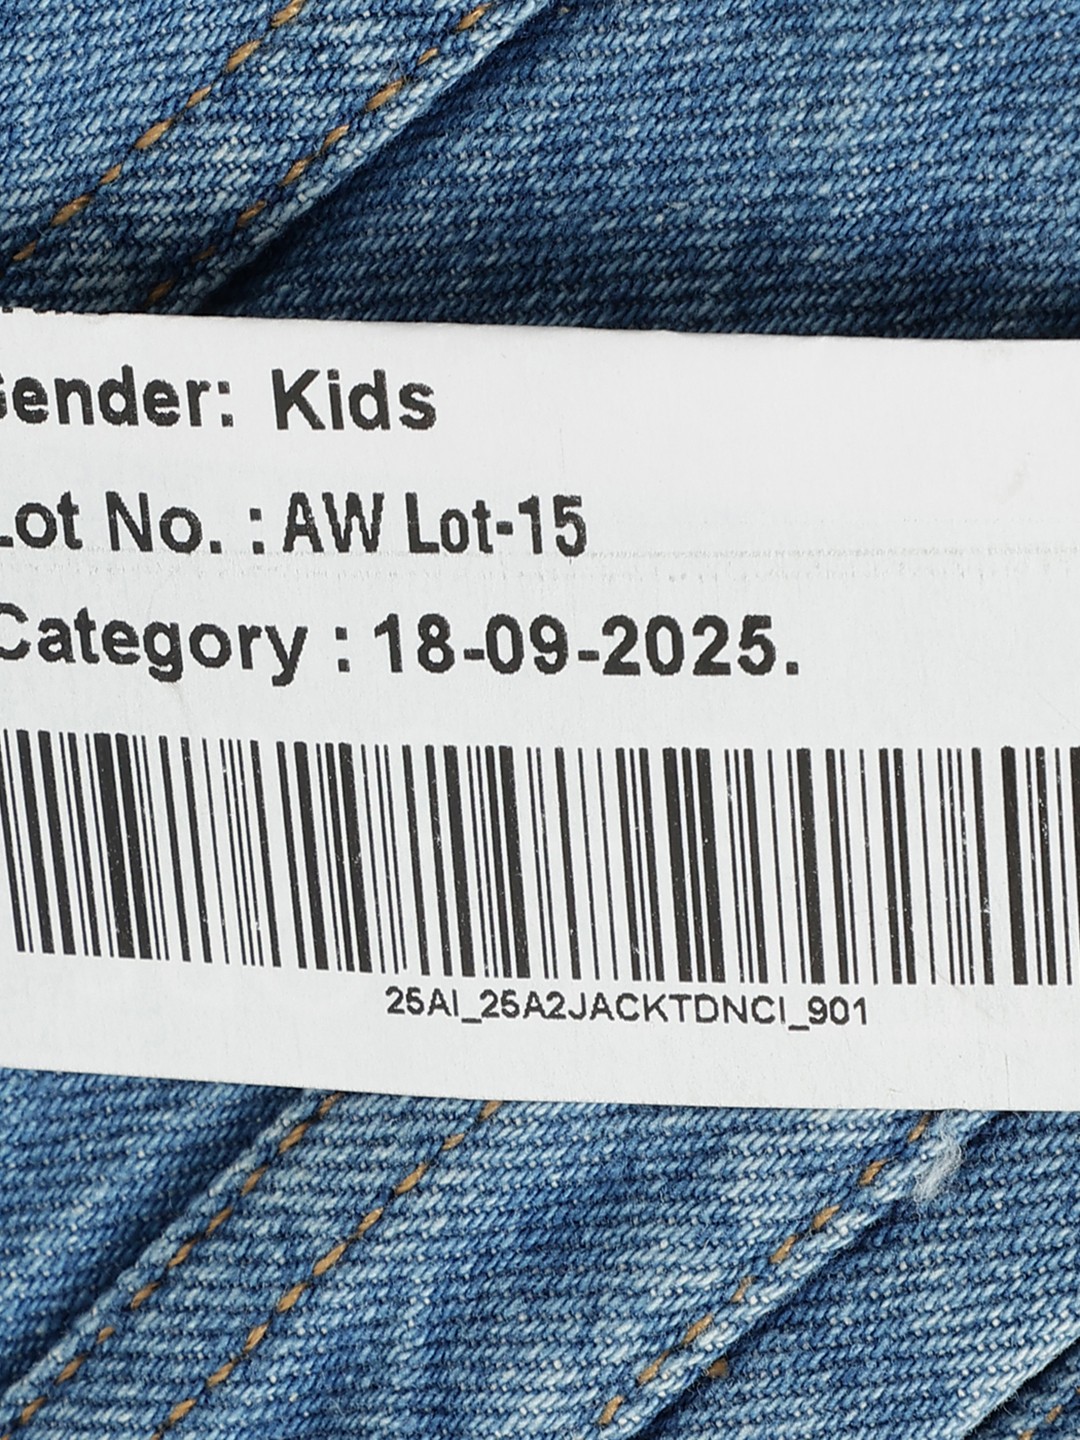 Gender: Kids
Lot No. : AW Lot-15
Category : 18-09-2025.
25AI_25A2JACKTDNCI_901